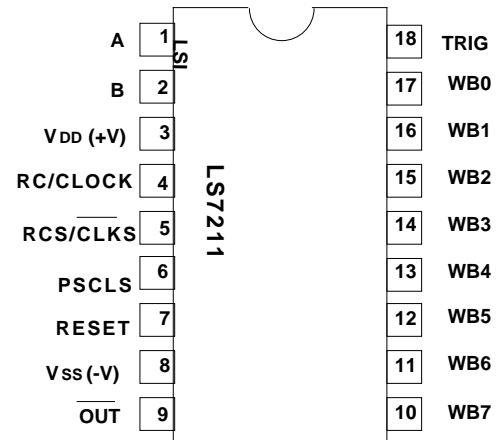 A 1 LSI 18 TRIG
B 2 17 WB0
VDD (+V) 3 16 WB1
RC/CLOCK 4 15 WB2
RCS/CLKS 5 LS7211 14 WB3
PSCLS 6 13 WB4
RESET 7 12 WB5
VSS (-V) 8 11 WB6
OUT 9 10 WB7